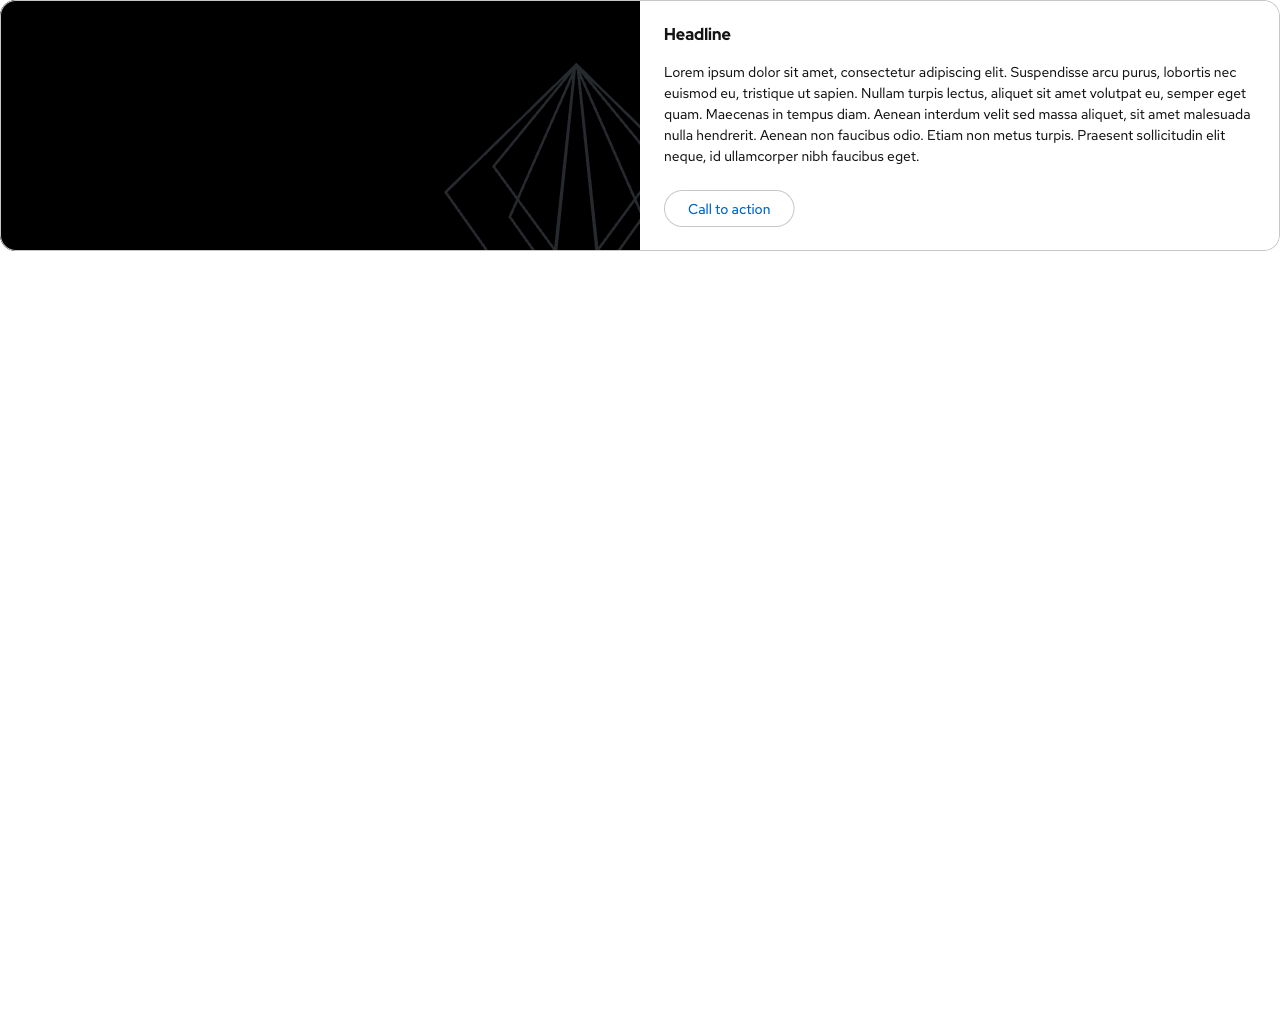 Headline
Lorem ipsum dolor sit amet, consectetur adipiscing elit. Suspendisse arcu purus, lobortis nec
euismod eu, tristique ut sapien. Nullam turpis lectus, aliquet sit amet volutpat eu, semper eget
quam. Maecenas in tempus diam. Aenean interdum velit sed massa aliquet, sit amet malesuada
nulla hendrerit. Aenean non faucibus odio. Etiam non metus turpis. Praesent sollicitudin elit
neque, id ullamcorper nibh faucibus eget.
Call to action